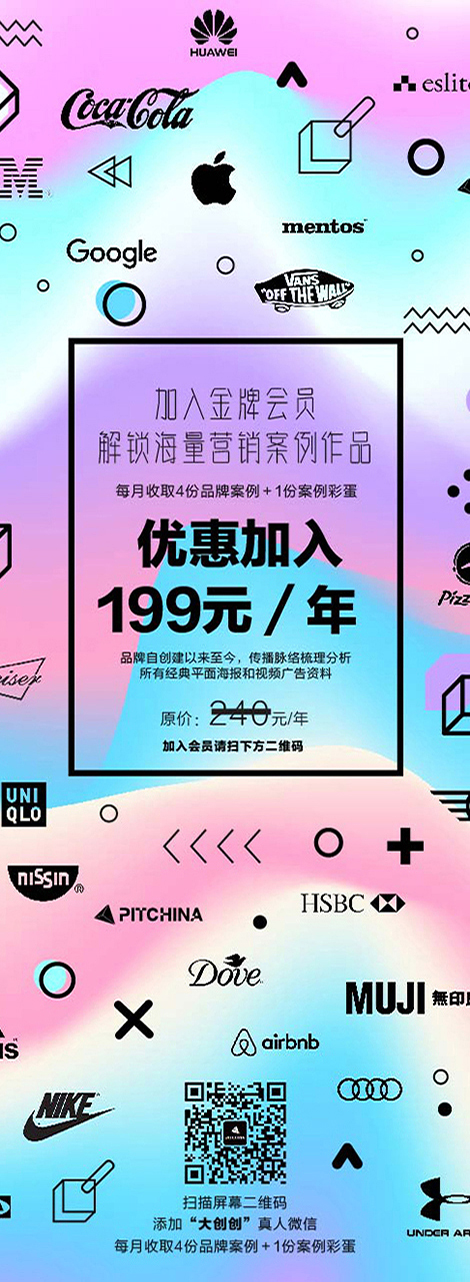 HUAWEI
eslit
Coca-Cola
M
mentos
Google
VANS
"OFF THE WALL"
加入金牌会员
解锁海量营销案例作品
每月收取4份品牌案例+1份案例彩蛋
优惠加入
199元/年
品牌自创建以来至今，传播脉络梳理分析
所有经典平面海报和视频广告资料
原价：240元/年
加入会员请扫下方二维码
Pizz
iser
UNI
QLO
NISSIN
PITCHINA
HSBC
Dove
MUJI 無印
airbnb
IS
NIKE
扫描屏幕二维码
添加“大创创”真人微信
每月收取4份品牌案例+1份案例彩蛋
UNDER AR